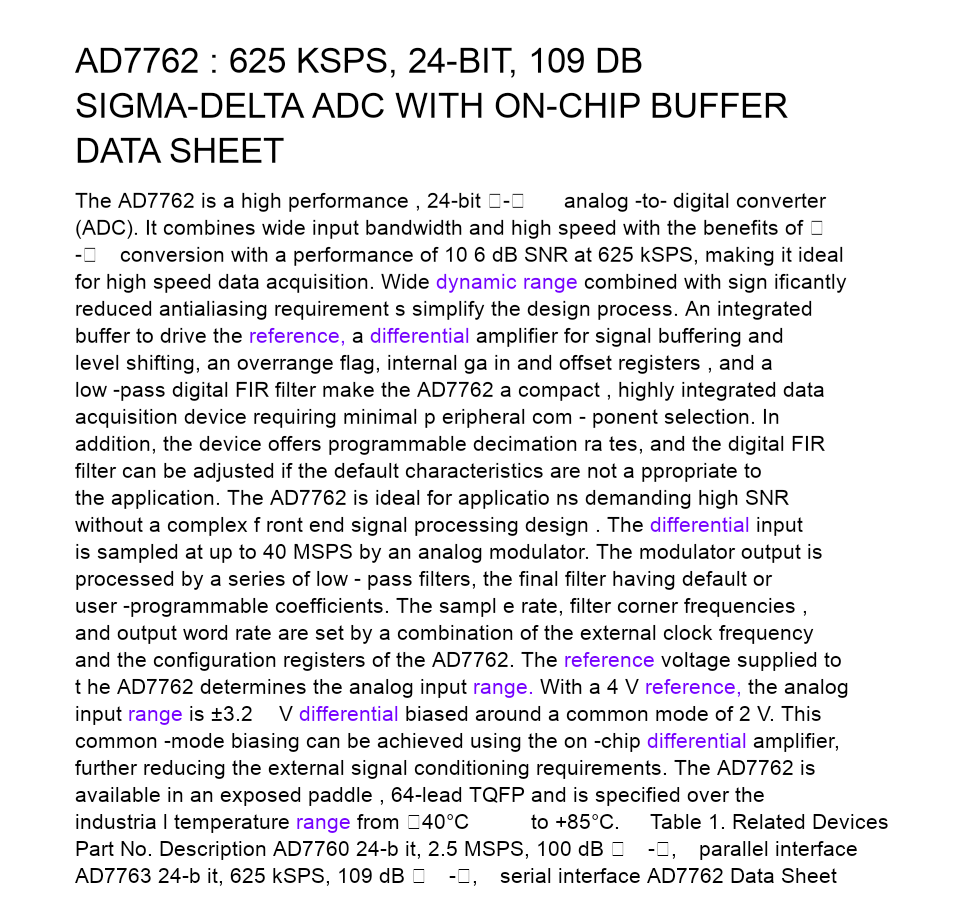 AD7762 : 625 KSPS, 24-BIT, 109 DB
SIGMA-DELTA ADC WITH ON-CHIP BUFFER
DATA SHEET
The AD7762 is a high performance , 24-bit □-□ analog -to- digital converter
(ADC). It combines wide input bandwidth and high speed with the benefits of □
-□ conversion with a performance of 10 6 dB SNR at 625 kSPS, making it ideal
for high speed data acquisition. Wide dynamic range combined with sign ificantly
reduced antialiasing requirement s simplify the design process. An integrated
buffer to drive the reference, a differential amplifier for signal buffering and
level shifting, an overrange flag, internal ga in and offset registers , and a
low -pass digital FIR filter make the AD7762 a compact , highly integrated data
acquisition device requiring minimal p eripheral com - ponent selection. In
addition, the device offers programmable decimation ra tes, and the digital FIR
filter can be adjusted if the default characteristics are not a ppropriate to
the application. The AD7762 is ideal for applicatio ns demanding high SNR
without a complex f ront end signal processing design . The differential input
is sampled at up to 40 MSPS by an analog modulator. The modulator output is
processed by a series of low - pass filters, the final filter having default or
user -programmable coefficients. The sampl e rate, filter corner frequencies ,
and output word rate are set by a combination of the external clock frequency
and the configuration registers of the AD7762. The reference voltage supplied to
t he AD7762 determines the analog input range. With a 4 V reference, the analog
input range is ±3.2 V differential biased around a common mode of 2 V. This
common -mode biasing can be achieved using the on -chip differential amplifier,
further reducing the external signal conditioning requirements. The AD7762 is
available in an exposed paddle , 64-lead TQFP and is specified over the
industria l temperature range from □40°C to +85°C. Table 1. Related Devices
Part No. Description AD7760 24-b it, 2.5 MSPS, 100 dB □ -□, parallel interface
AD7763 24-b it, 625 kSPS, 109 dB □ -□, serial interface AD7762 Data Sheet